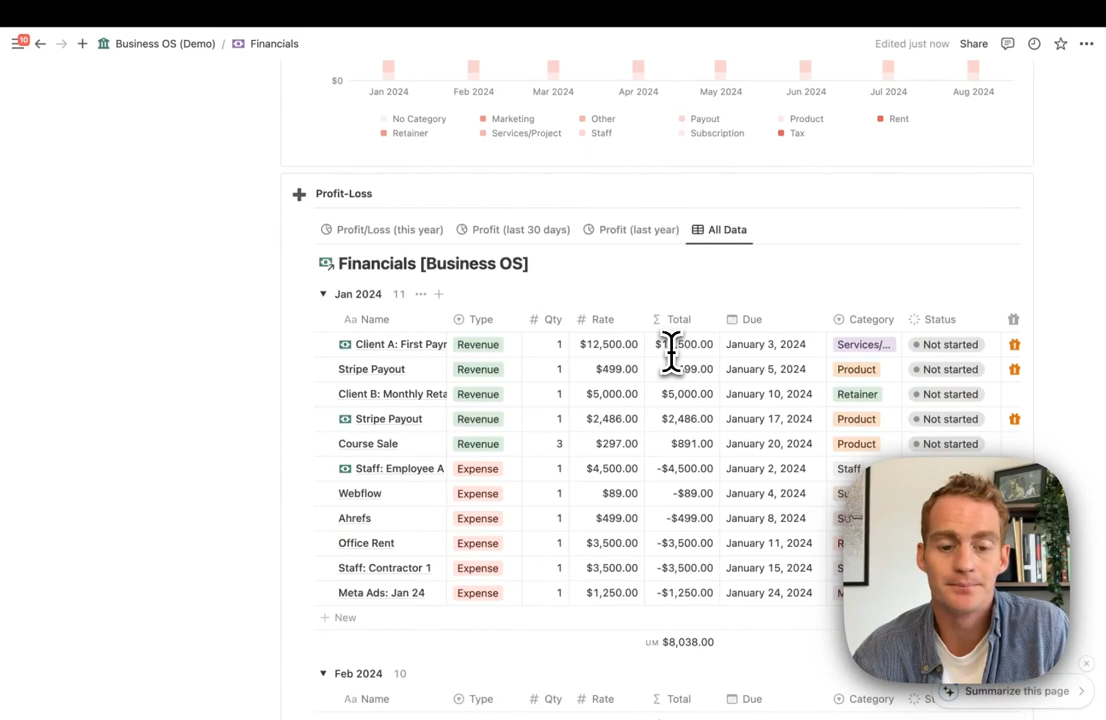 10
Business OS (Demo) / Financials
Edited just now Share
$0
Jan 2024 Feb 2024 Mar 2024 Apr 2024 May 2024 Jun 2024 Jul 2024 Aug 2024
No Category Marketing Other Payout Product Rent
Retainer Services/Project Staff Subscription Tax
Profit-Loss
Profit/Loss (this year) Profit (last 30 days) Profit (last year) All Data
Financials [Business OS]
Jan 2024 11
Aa Name Type # Qty # Rate Σ Total Due Category Status
Client A: First Payr Revenue 1 $12,500.00 January 3, 2024 Services/... Not started
Stripe Payout Revenue 1 $499.00 January 5, 2024 Product Not started
Client B: Monthly Reta Revenue 1 $5,000.00 $5,000.00 January 10, 2024 Retainer Not started
Stripe Payout Revenue 1 $2,486.00 $2,486.00 January 17, 2024 Product Not started
Course Sale Revenue 3 $297.00 $891.00 January 20, 2024 Product Not started
Staff: Employee A Expense 1 $4,500.00 -$4,500.00 January 2, 2024 Staff
Webflow Expense 1 $89.00 -$89.00 January 4, 2024
Ahrefs Expense 1 $499.00 -$499.00 January 8, 2024
Office Rent Expense 1 $3,500.00 -$3,500.00 January 11, 2024
Staff: Contractor 1 Expense 1 $3,500.00 -$3,500.00 January 15, 2024
Meta Ads: Jan 24 Expense 1 $1,250.00 -$1,250.00 January 24, 2024
+ New
UM $8,038.00
Feb 2024 10
Aa Name Type # Qty # Rate Σ Total Due Category St
Summarize this page